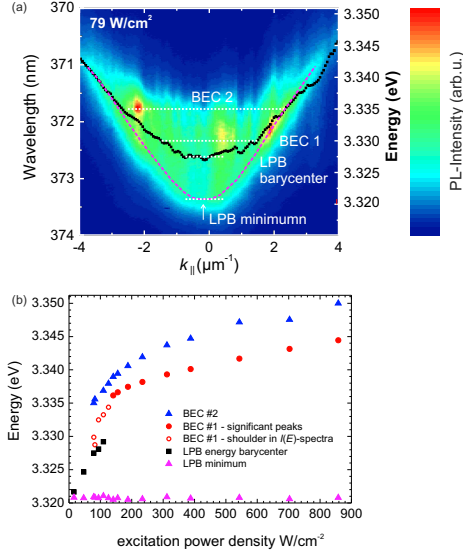 (a)
79 W/cm²
370
371
372
373
374
Wavelength (nm)
BEC 2
BEC 1
LPB
barycenter
LPB minimumn
-4
-2
0
2
4
k|| (µm⁻¹)
3.350
3.345
3.340
3.335
3.330
3.325
3.320
Energy (eV)
PL-Intensity (arb.u.)
(b)
3.350
3.345
3.340
3.335
3.330
3.325
3.320
Energy (eV)
BEC #2
BEC #1 - significant peaks
BEC #1 - shoulder in I(E)-spectra
LPB energy barycenter
LPB minimum
0 100 200 300 400 500 600 700 800 900
excitation power density W/cm⁻²